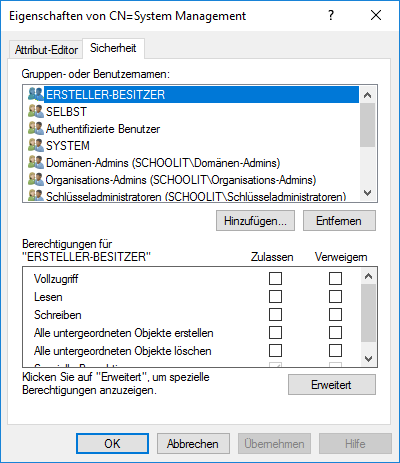 Eigenschaften von CN=System Management
Attribut-Editor Sicherheit
Gruppen- oder Benutzernamen:
ERSTELLER-BESITZER
SELBST
Authentifizierte Benutzer
SYSTEM
Domänen-Admins (SCHOOLIT\Domänen-Admins)
Organisations-Admins (SCHOOLIT\Organisations-Admins)
Schlüsseladministratoren (SCHOOLIT\Schlüsseladministratoren)
Hinzufügen... Entfernen
Berechtigungen für
"ERSTELLER-BESITZER" Zulassen Verweigern
Vollzugriff
Lesen
Schreiben
Alle untergeordneten Objekte erstellen
Alle untergeordneten Objekte löschen
Klicken Sie auf "Erweitert", um spezielle
Berechtigungen anzuzeigen.
Erweitert
OK Abbrechen Übernehmen Hilfe